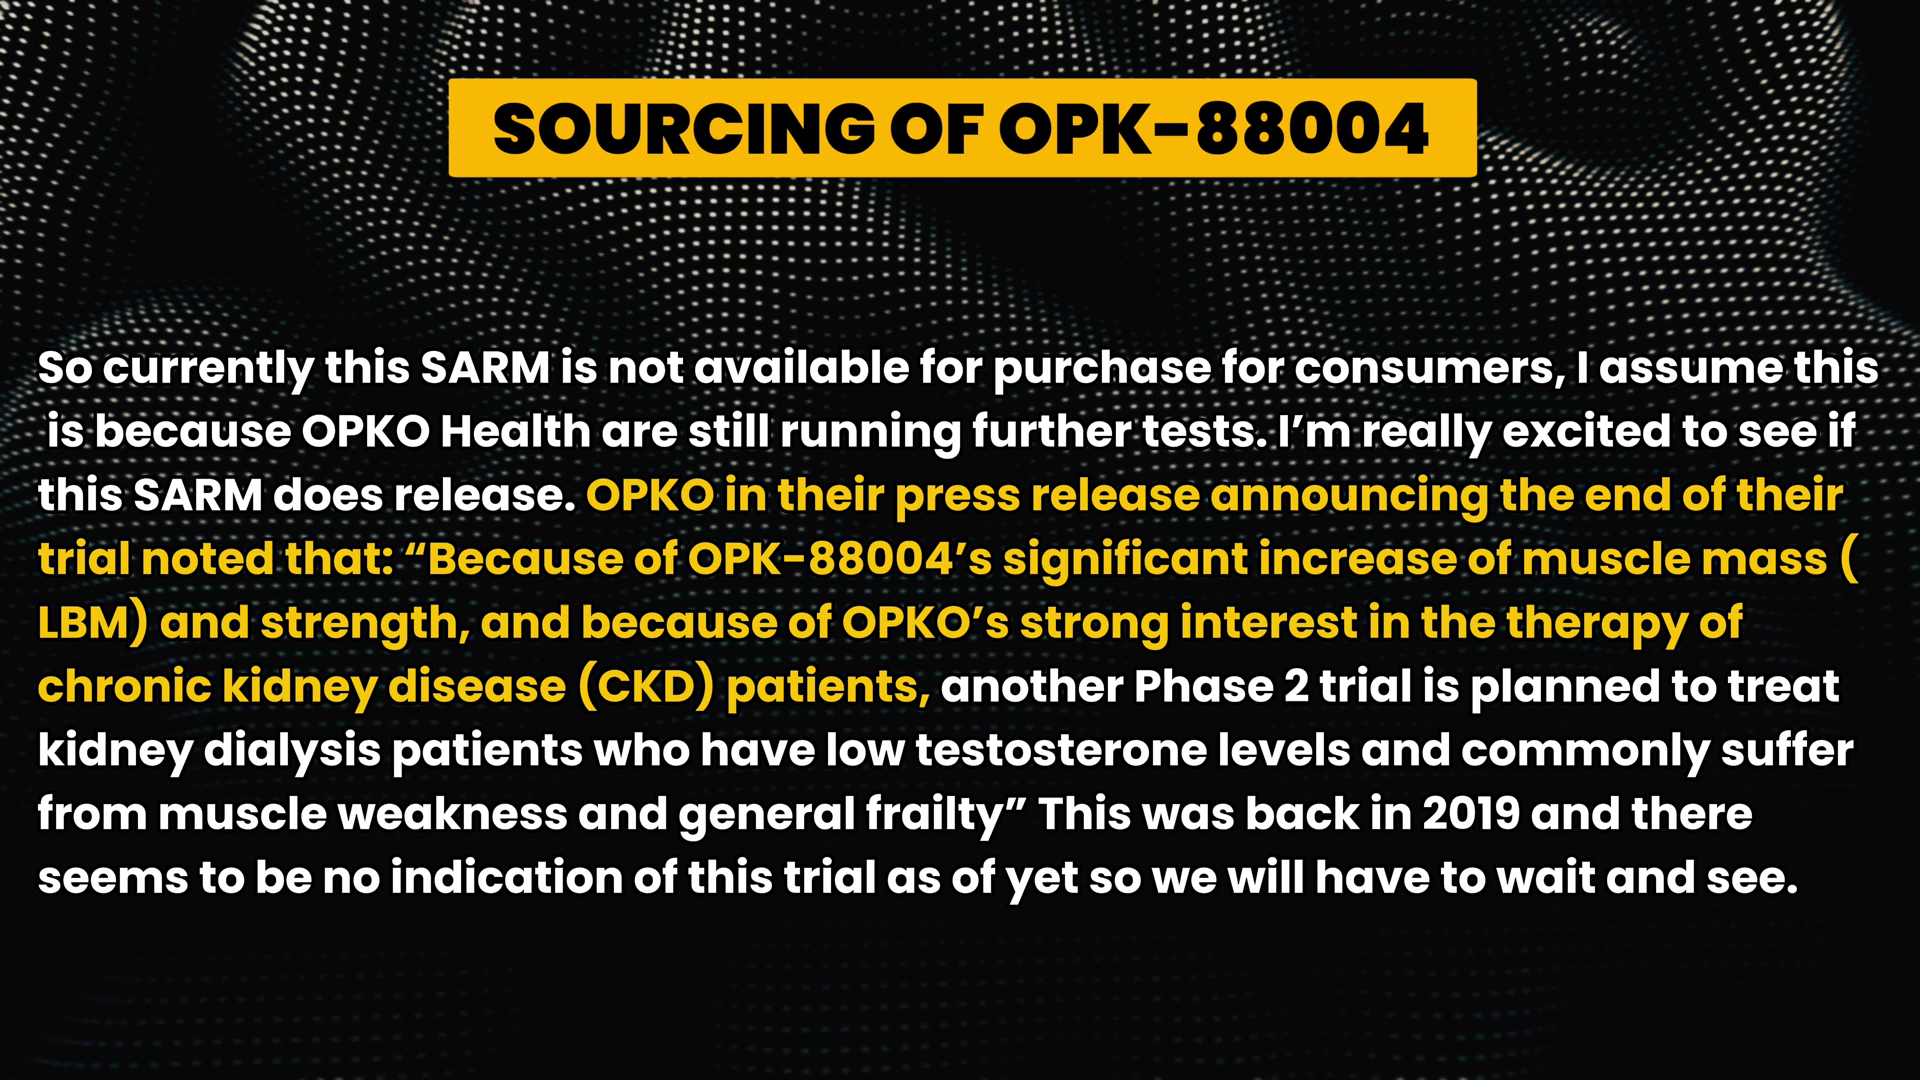 SOURCING OF OPK-88004
So currently this SARM is not available for purchase for consumers, I assume this
is because OPKO Health are still running further tests. I’m really excited to see if
this SARM does release. OPKO in their press release announcing the end of their
trial noted that: “Because of OPK-88004’s significant increase of muscle mass (
LBM) and strength, and because of OPKO’s strong interest in the therapy of
chronic kidney disease (CKD) patients, another Phase 2 trial is planned to treat
kidney dialysis patients who have low testosterone levels and commonly suffer
from muscle weakness and general frailty” This was back in 2019 and there
seems to be no indication of this trial as of yet so we will have to wait and see.